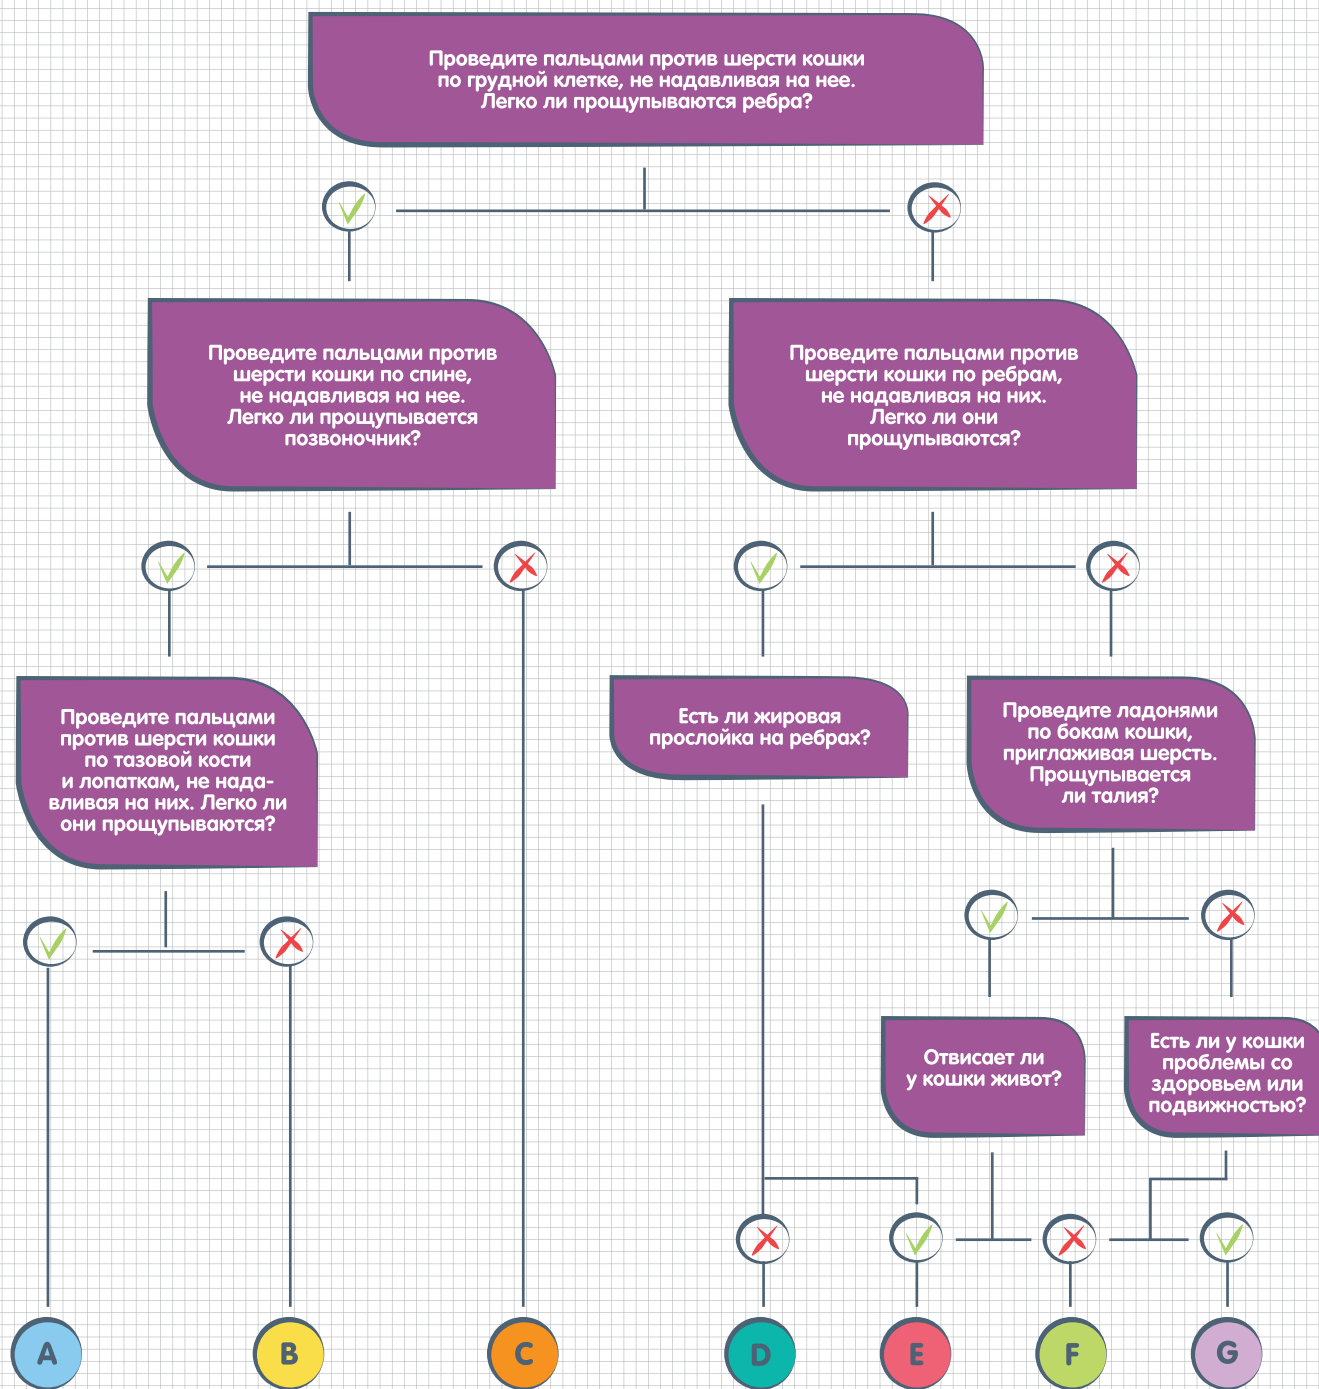 Проведите пальцами против шерсти кошки
по грудной клетке, не надавливая на нее.
Легко ли прощупываются ребра?
Проведите пальцами против
шерсти кошки по спине,
не надавливая на нее.
Легко ли прощупывается
позвоночник?
Проведите пальцами против
шерсти кошки по ребрам,
не надавливая на них.
Легко ли они
прощупываются?
Проведите пальцами
против шерсти кошки
по тазовой кости
и лопаткам, не нада-
вливая на них. Легко ли
они прощупываются?
Есть ли жировая
прослойка на ребрах?
Проведите ладонями
по бокам кошки,
приглаживая шерсть.
Прощупывается
ли талия?
Отвисает ли
у кошки живот?
Есть ли у кошки
проблемы со
здоровьем или
подвижностью?
A
B
C
D
E
F
G